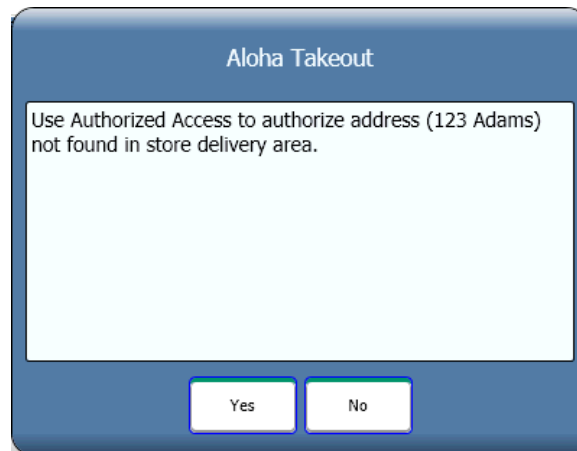 Aloha Takeout
Use Authorized Access to authorize address (123 Adams)
not found in store delivery area.
Yes
No